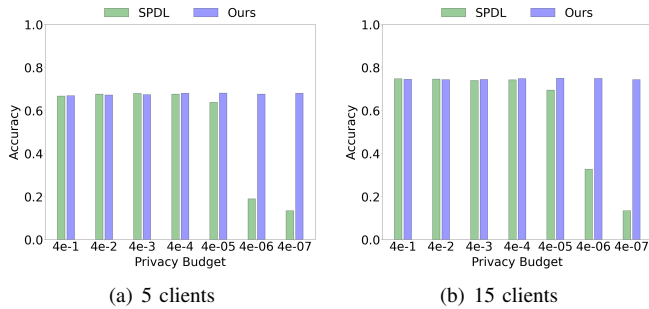 SPDL Ours
1.0
0.8
0.6
0.4
0.2
0.0
Accuracy
4e-1 4e-2 4e-3 4e-4 4e-05 4e-06 4e-07
Privacy Budget
(a) 5 clients
SPDL Ours
1.0
0.8
0.6
0.4
0.2
0.0
Accuracy
4e-1 4e-2 4e-3 4e-4 4e-05 4e-06 4e-07
Privacy Budget
(b) 15 clients